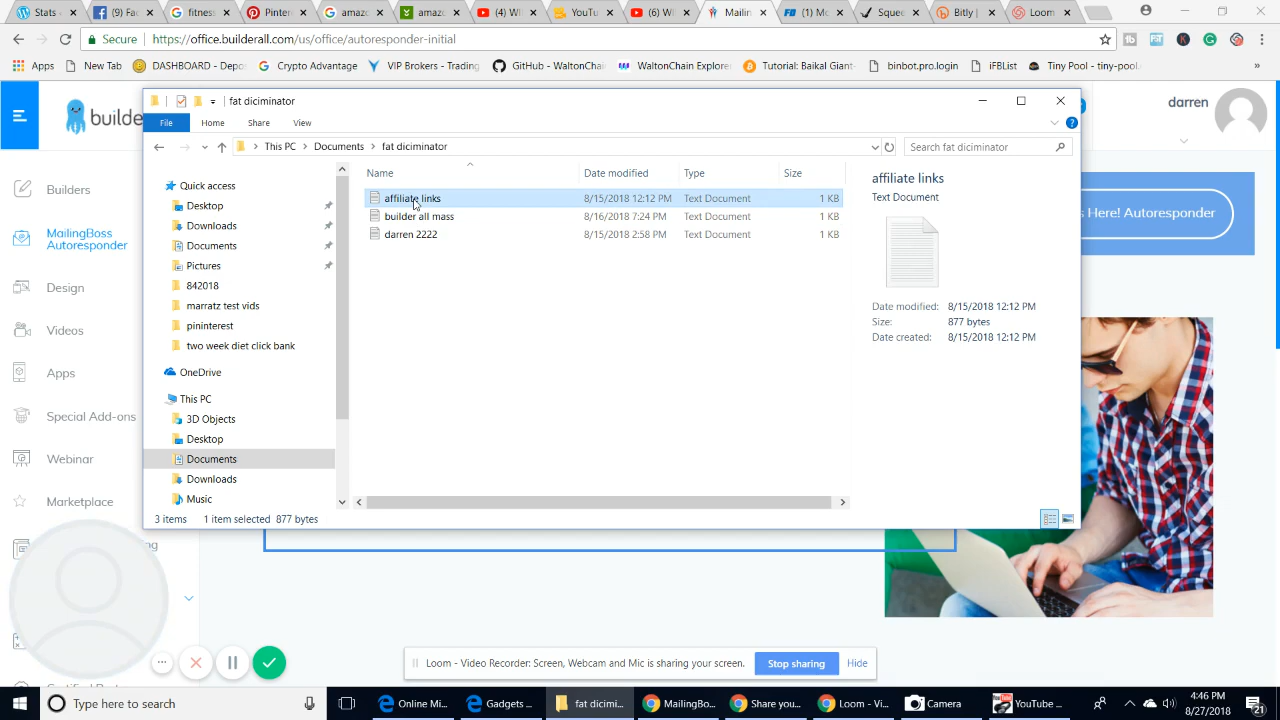 Stats
Faceb
fitness
Pinter
amazo
amazo
(4) Wh
YouTu
(6) Wh
Mailin
(1) Mo
Squee
Bitly |
Loom
Secure | https://office.builderall.com/us/office/autoresponder-initial
Apps New Tab DASHBOARD - Depo Crypto Advantage VIP Brokers - Trading GitHub - WaltonChain WaltonChain Explorer Tutorial: Baikal Giant- binbot.pro.login iFBList Tiny Pool - tiny-pool. »
builde
darren
fat diciminator
File Home Share View
This PC > Documents > fat diciminator
Search fat diciminator
Name Date modified Type Size
affiliate links 8/15/2018 12:12 PM Text Document 1 KB
builder all mass 8/16/2018 7:24 PM Text Document 1 KB
darren 2222 8/15/2018 2:58 PM Text Document 1 KB
Quick access
Desktop
Downloads
Documents
Pictures
842018
marratz test vids
pininterest
two week diet click bank
OneDrive
This PC
3D Objects
Desktop
Documents
Downloads
Music
affiliate links
Text Document
Date modified: 8/15/2018 12:12 PM
Size: 877 bytes
Date created: 8/15/2018 12:12 PM
3 items 1 item selected 877 bytes
Builders
MailingBoss
Autoresponder
Design
Videos
Apps
Special Add-ons
Webinar
Marketplace
s Here! Autoresponder
Loom - Video Recorder: Screen, Webcam and Mic is sharing your screen. Stop sharing Hide
Type here to search
Online Mi...
Gadgets ...
fat dicimi...
MailingBo...
Share you...
Loom - Vi...
Camera
YouTube ...
4:46 PM
8/27/2018
21